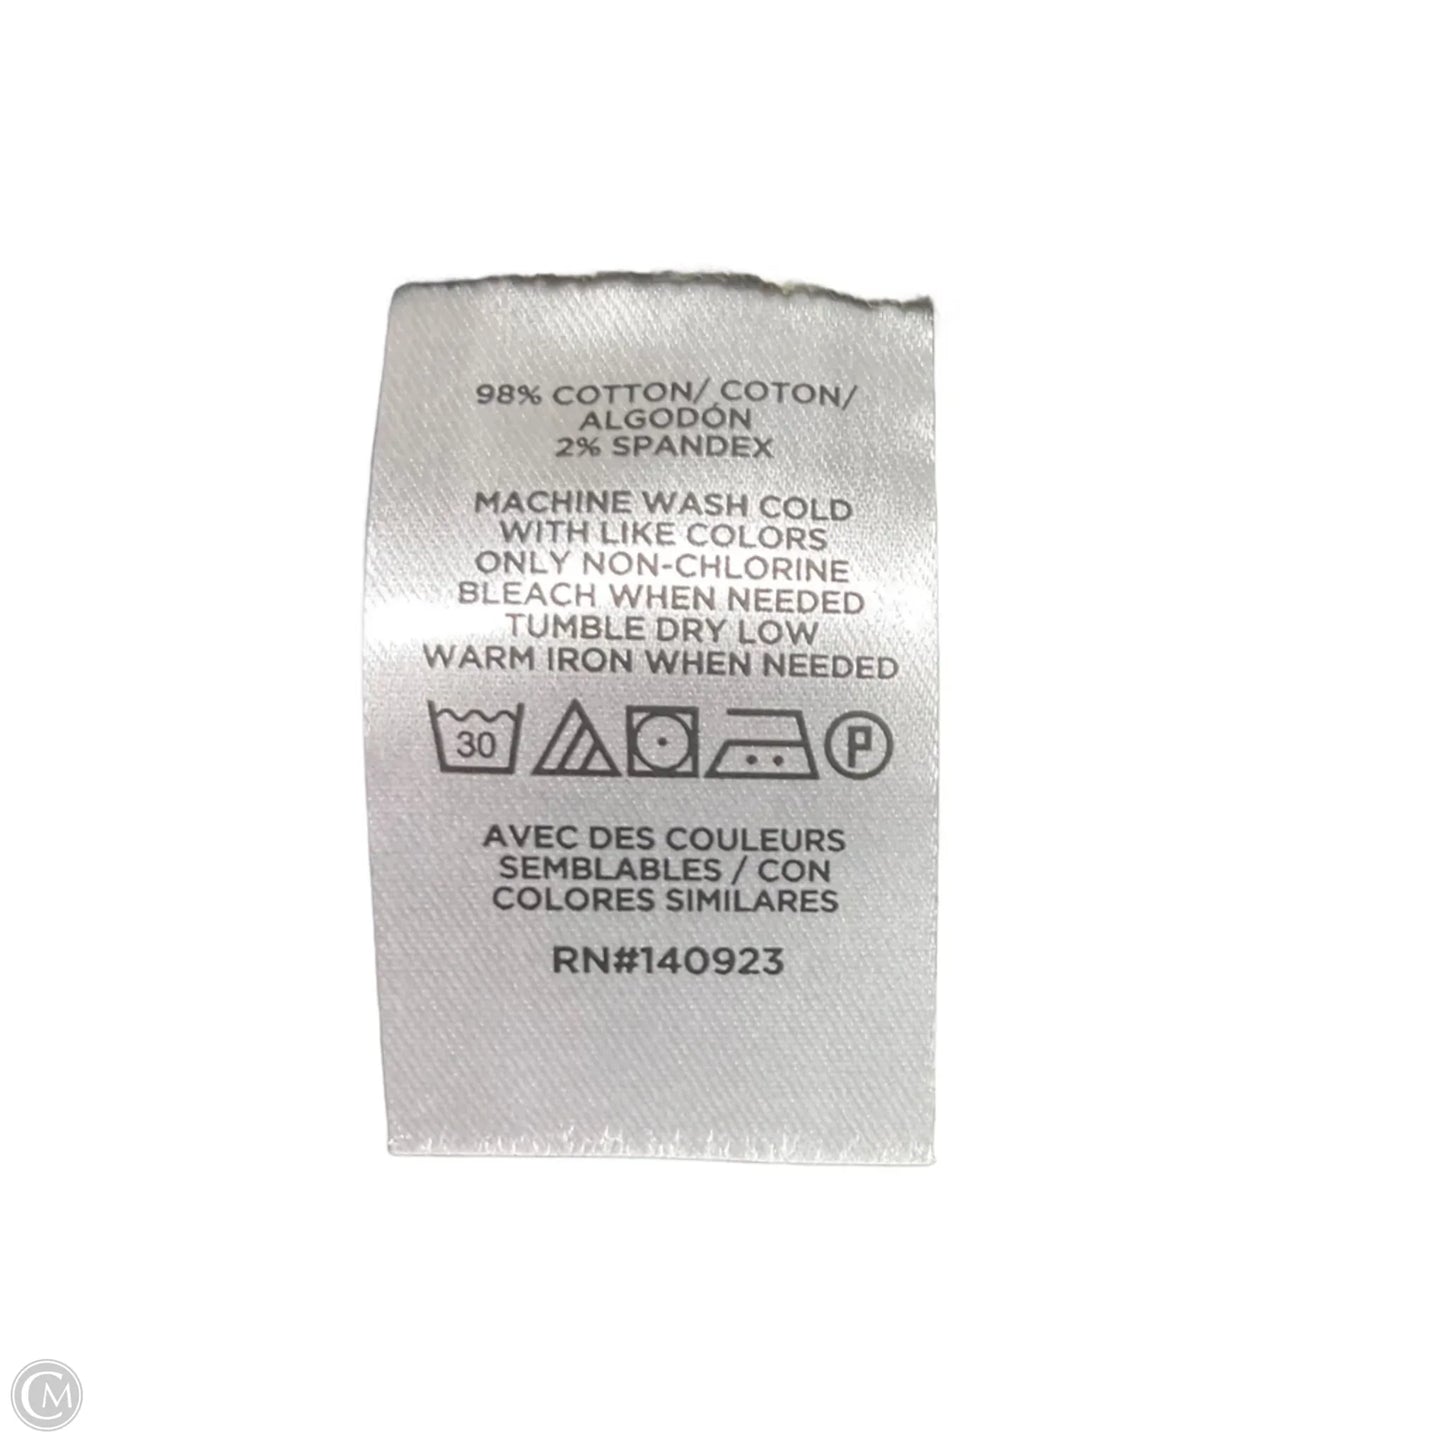 98% COTTON/ COTON/
ALGODÓN
2% SPANDEX
MACHINE WASH COLD
WITH LIKE COLORS
ONLY NON-CHLORINE
BLEACH WHEN NEEDED
TUMBLE DRY LOW
WARM IRON WHEN NEEDED
30 P
AVEC DES COULEURS
SEMBLABLES / CON
COLORES SIMILARES
RN#140923
CM